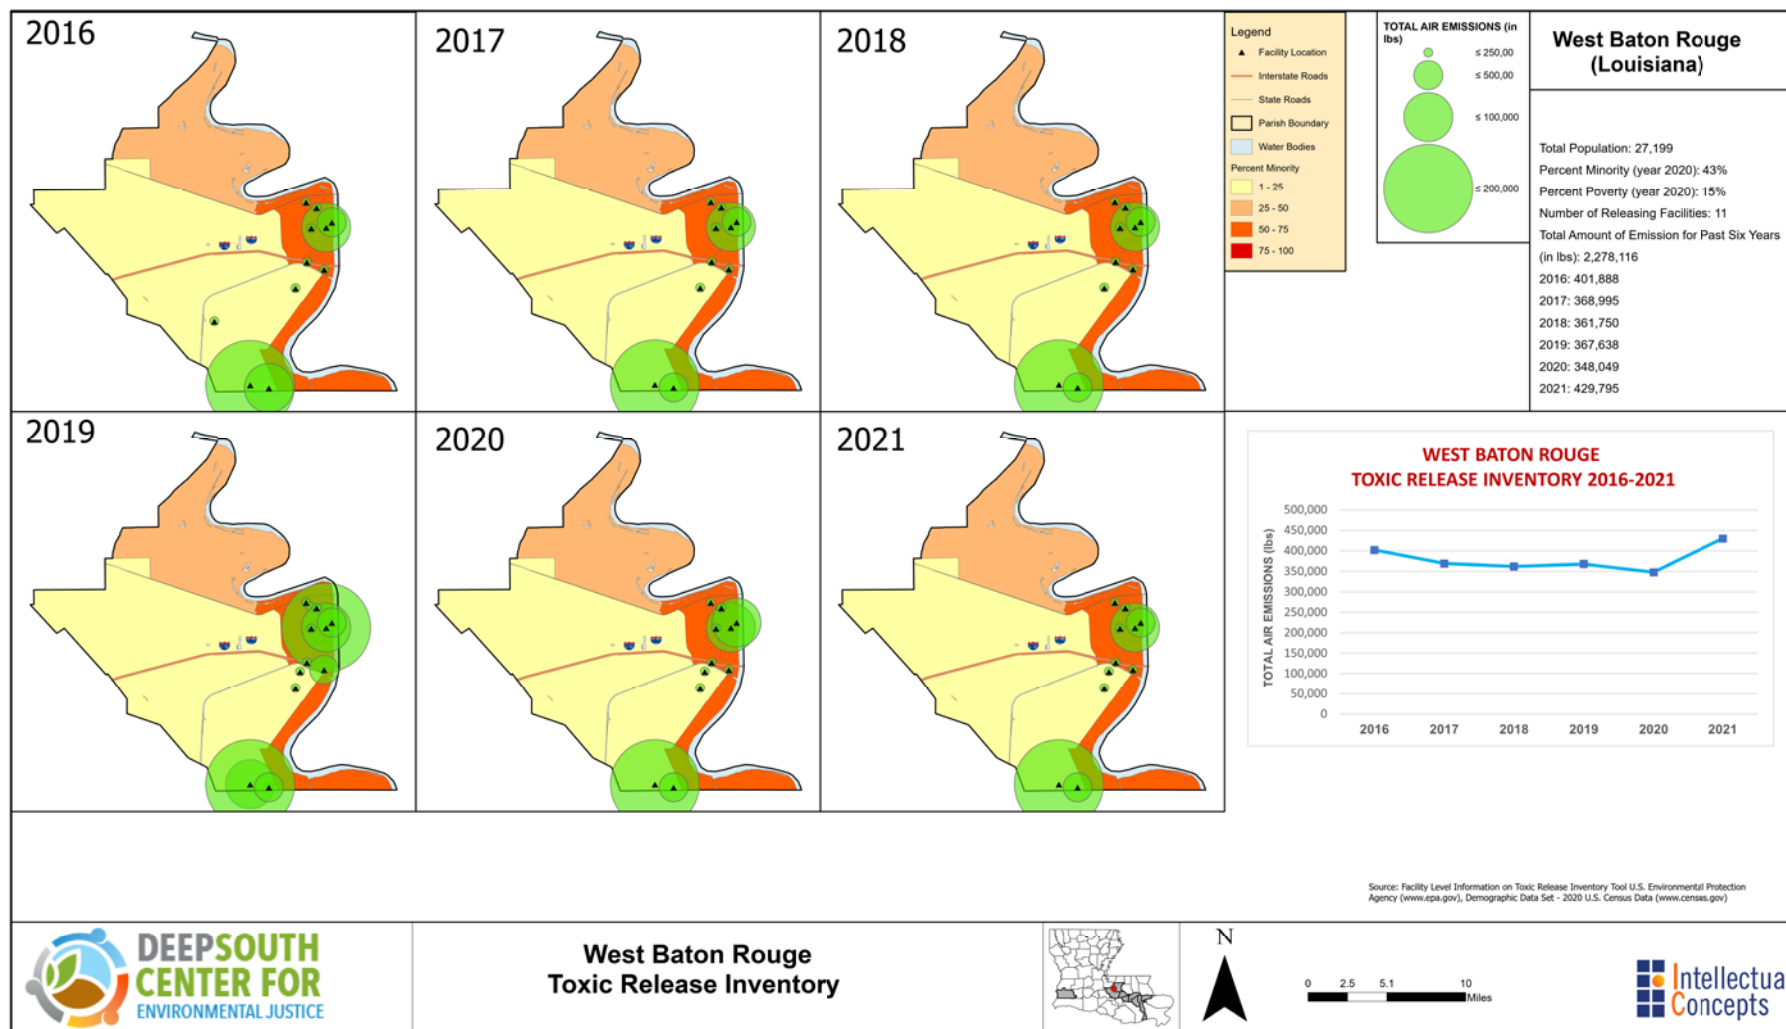 2016
2017
2018
Legend
Facility Location
Interstate Roads
State Roads
Parish Boundary
Water Bodies
Percent Minority
1 - 25
25 - 50
50 - 75
75 - 100
TOTAL AIR EMISSIONS (in
lbs)
≤ 250,00
≤ 500,00
≤ 100,000
≤ 200,000
West Baton Rouge
(Louisiana)
Total Population: 27,199
Percent Minority (year 2020): 43%
Percent Poverty (year 2020): 15%
Number of Releasing Facilities: 11
Total Amount of Emission for Past Six Years
(in lbs): 2,278,116
2016: 401,888
2017: 368,995
2018: 361,750
2019: 367,638
2020: 348,049
2021: 429,795
2019
2020
2021
WEST BATON ROUGE
TOXIC RELEASE INVENTORY 2016-2021
TOTAL AIR EMISSIONS (lbs)
500,000
450,000
400,000
350,000
300,000
250,000
200,000
150,000
100,000
50,000
0
2016 2017 2018 2019 2020 2021
Source: Facility Level Information on Toxic Release Inventory Tool U.S. Environmental Protection
Agency (www.epa.gov), Demographic Data Set - 2020 U.S. Census Data (www.census.gov)
DEEPSOUTH
CENTER FOR
ENVIRONMENTAL JUSTICE
West Baton Rouge
Toxic Release Inventory
N
0 2.5 5.1 10
Miles
Intellectua
Concepts